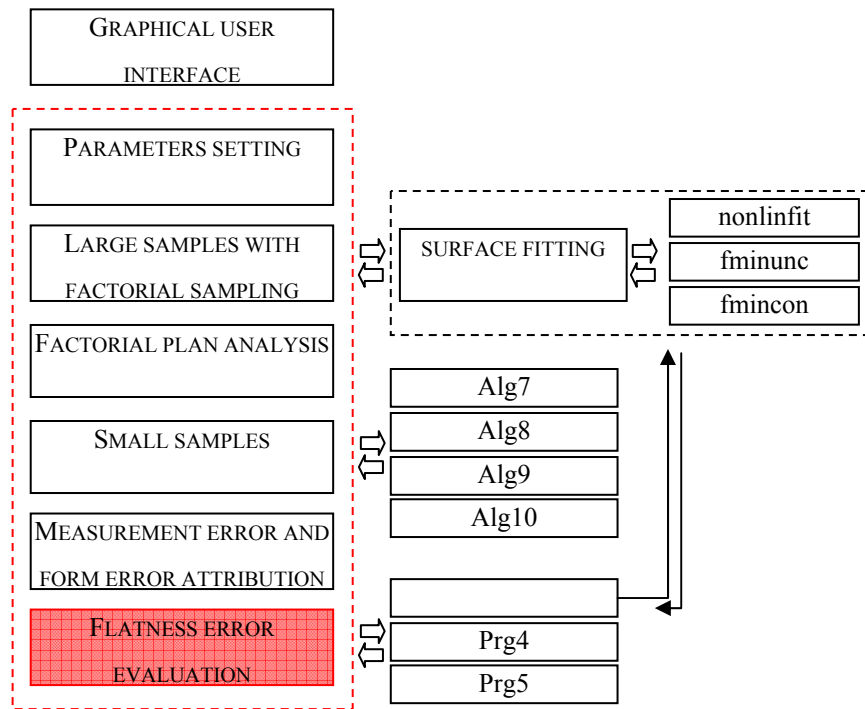 GRAPHICAL USER
INTERFACE
PARAMETERS SETTING
LARGE SAMPLES WITH
FACTORIAL SAMPLING
FACTORIAL PLAN ANALYSIS
SMALL SAMPLES
MEASUREMENT ERROR AND
FORM ERROR ATTRIBUTION
FLATNESS ERROR
EVALUATION
SURFACE FITTING
nonlinfit
fminunc
fmincon
Alg7
Alg8
Alg9
Alg10
Prg4
Prg5